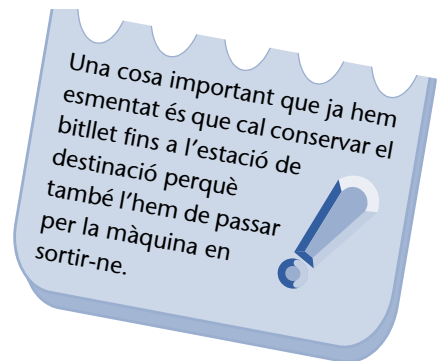 Una cosa important que ja hem
esmentat és que cal conservar el
bitllet fins a l’estació de
destinació perquè
també l’hem de passar
per la màquina en
sortir-ne.